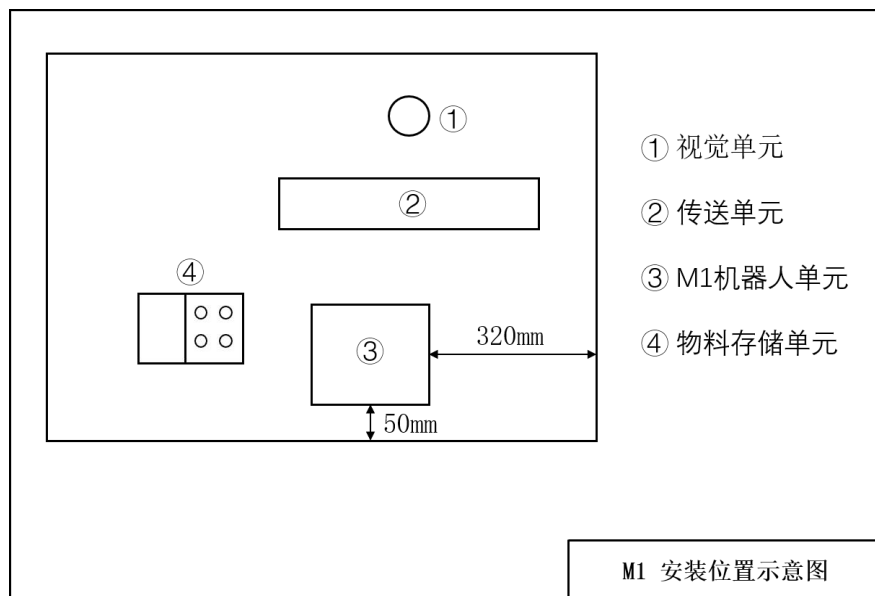 ①
① 视觉单元
②
② 传送单元
④
③ M1机器人单元
③
320mm
④ 物料存储单元
50mm
M1 安装位置示意图